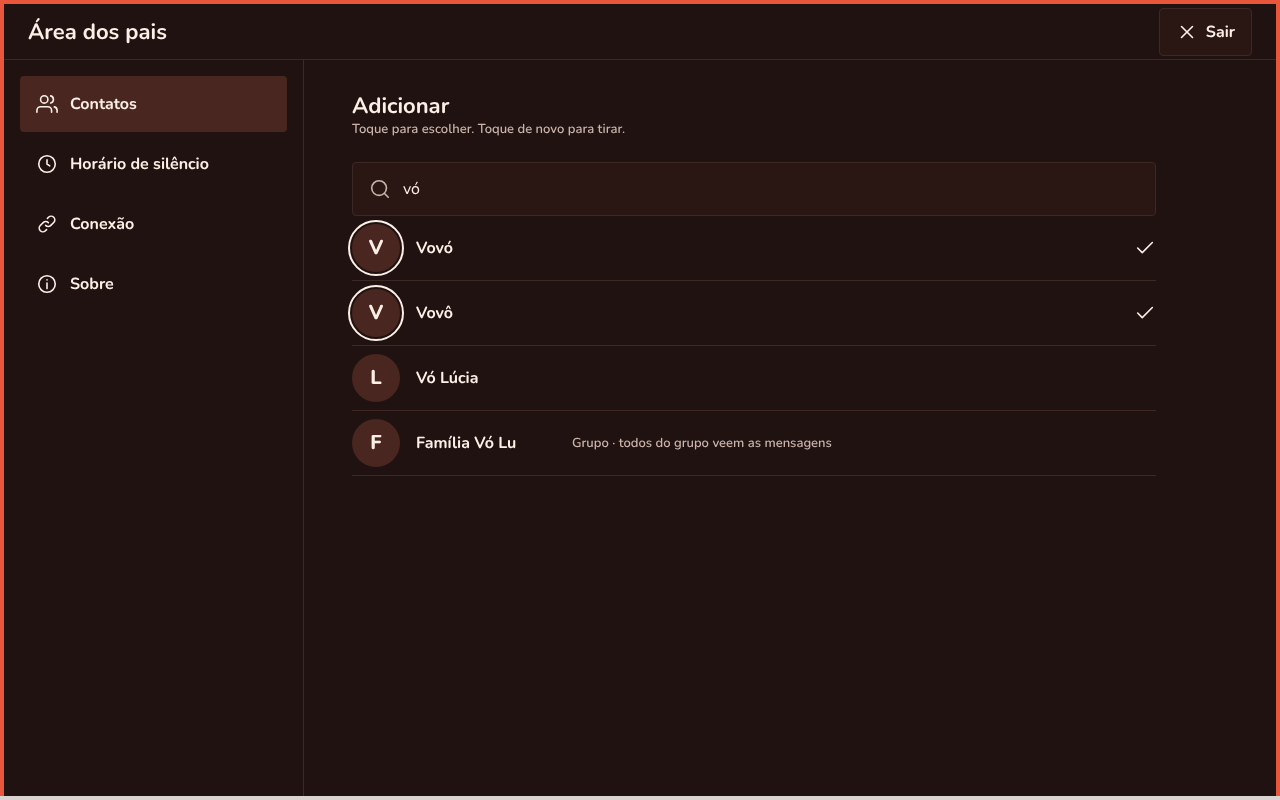 Área dos pais
Sair
Contatos
Horário de silêncio
Conexão
Sobre
Adicionar
Toque para escolher. Toque de novo para tirar.
vó
V
Vovó
V
Vovô
L
Vó Lúcia
F
Família Vó Lu
Grupo · todos do grupo veem as mensagens